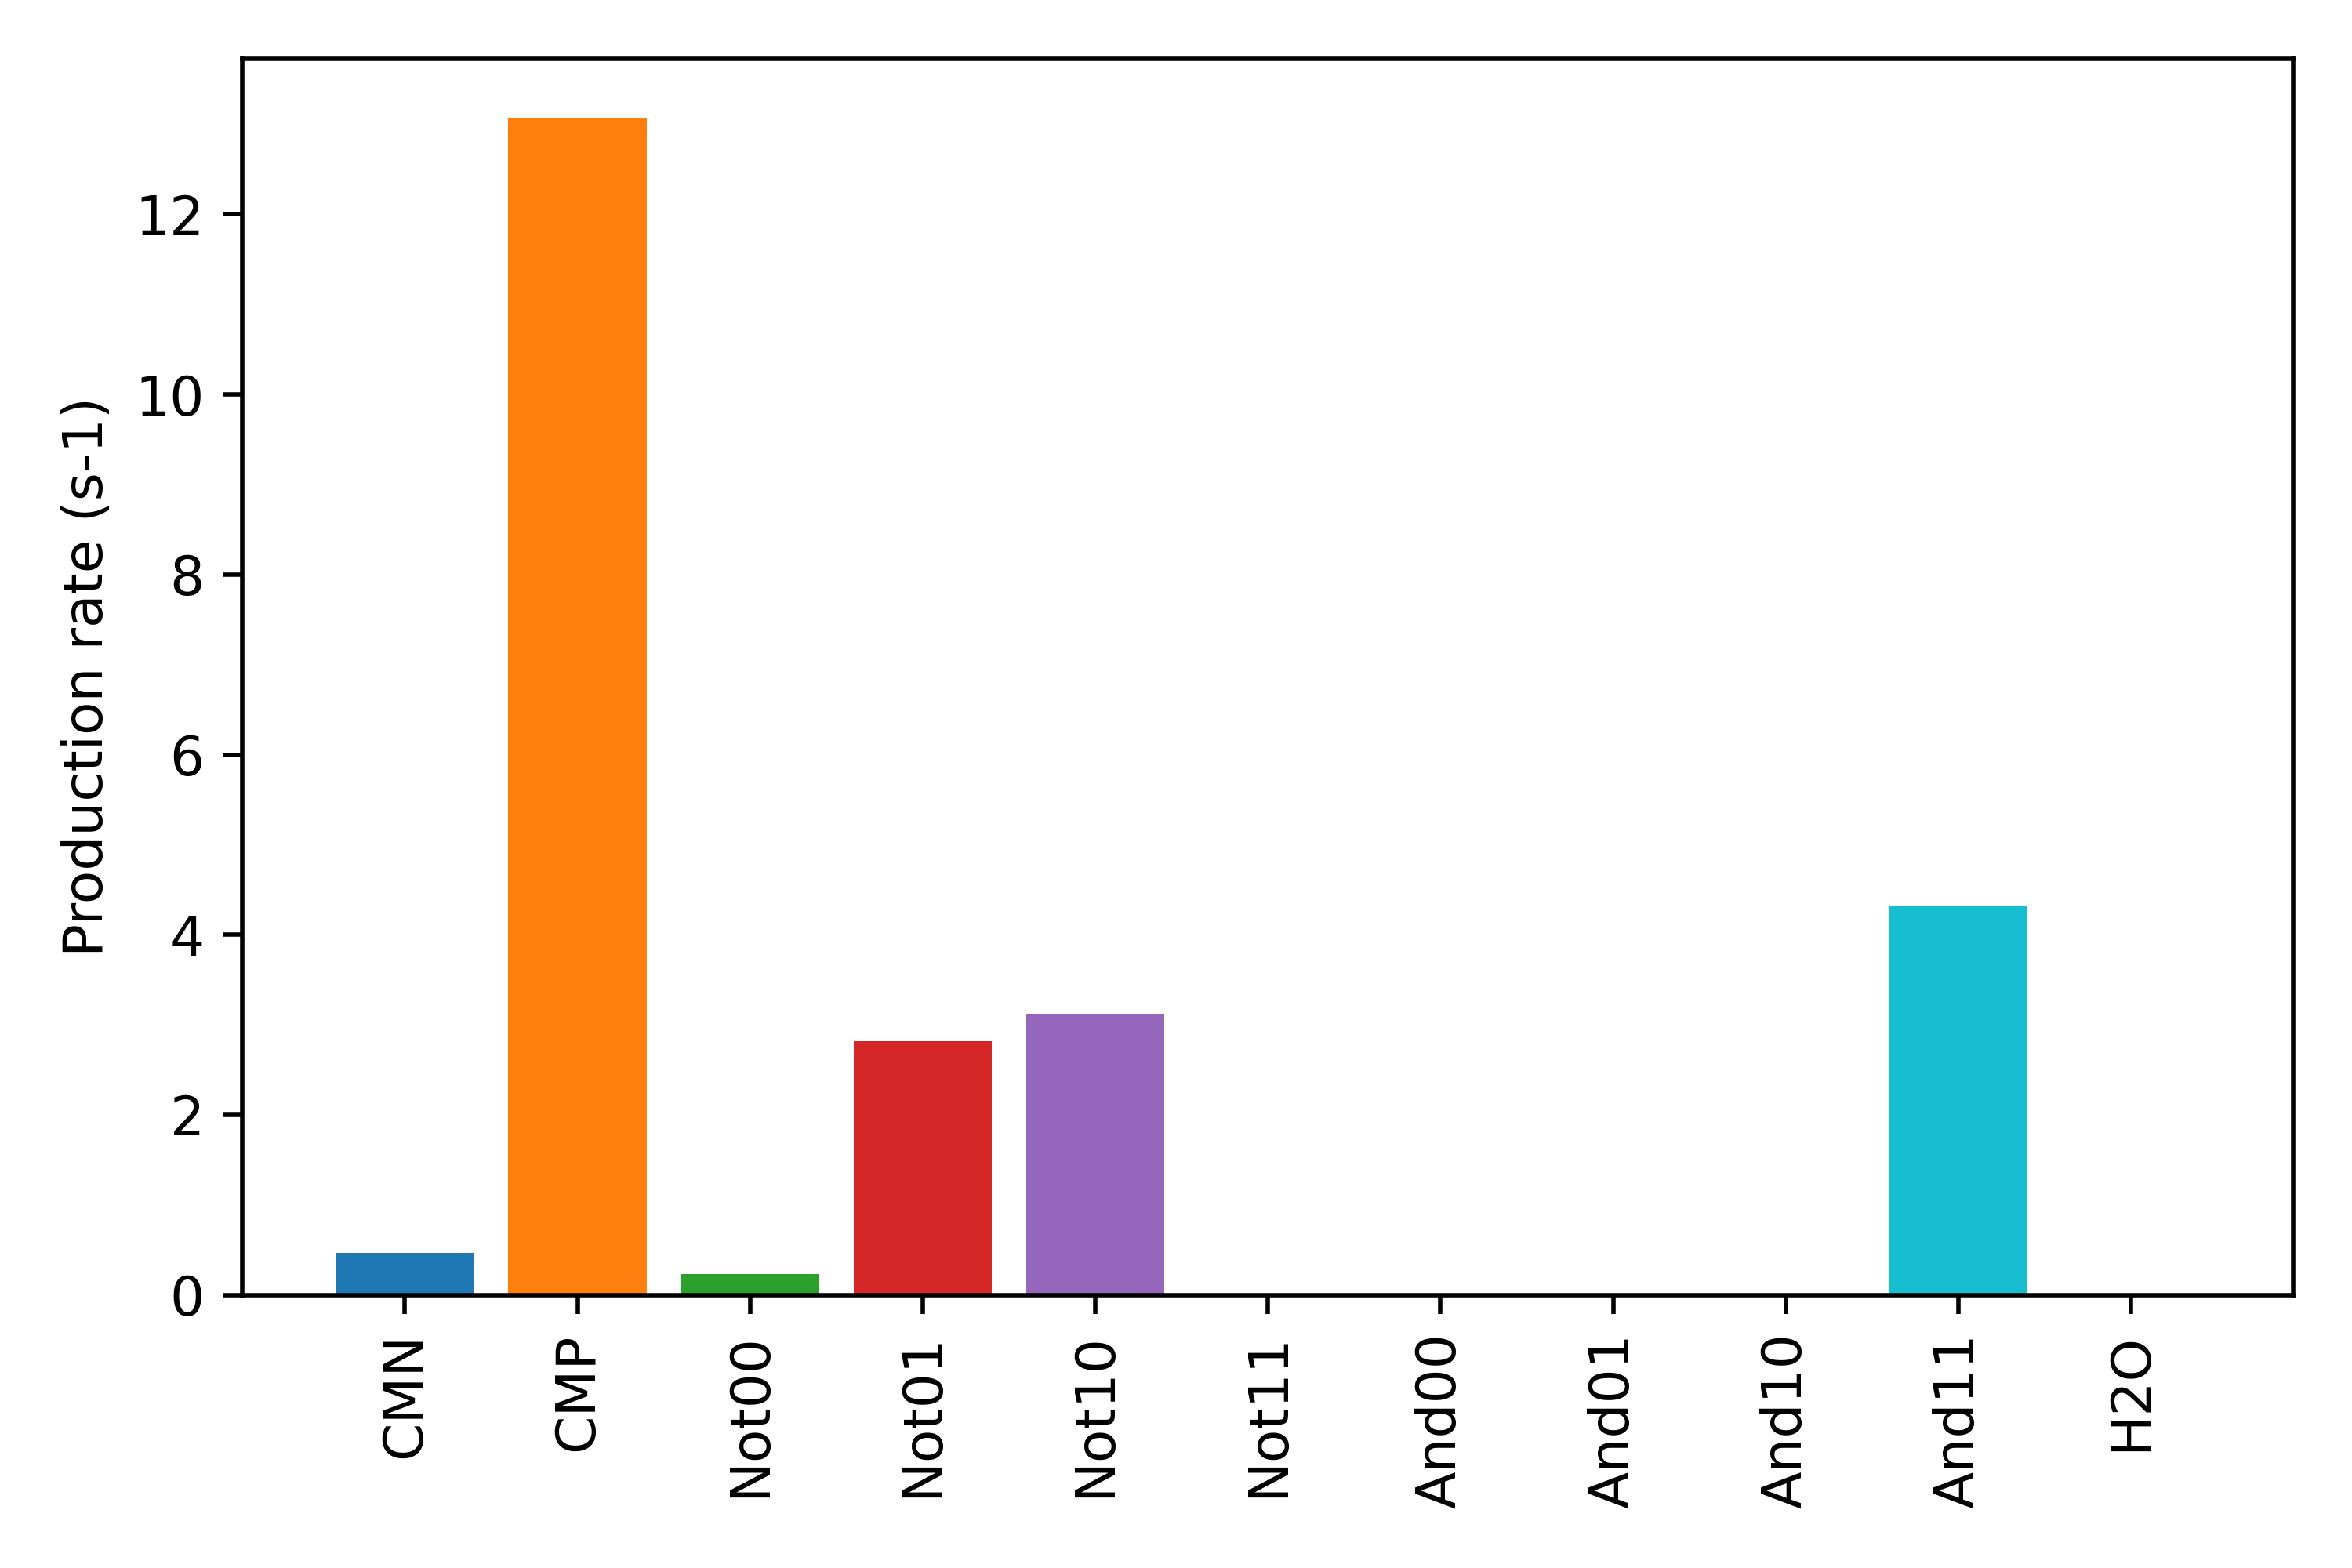 Production rate (s-1)
12
10
8
6
4
2
0
CMN
CMP
Not00
Not01
Not10
Not11
And00
And01
And10
And11
H2O